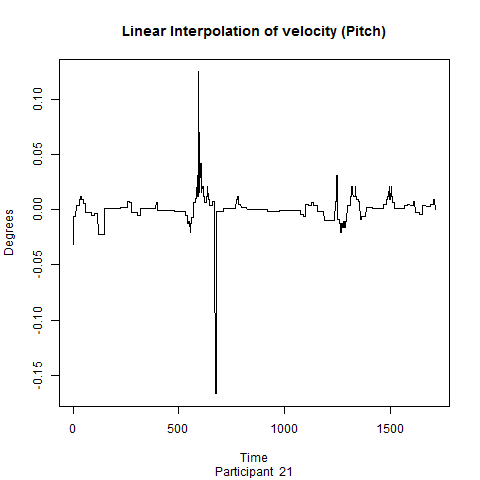 Linear Interpolation of velocity (Pitch)
Degrees
0.10
0.05
0.00
-0.05
-0.10
-0.15
0 500 1000 1500
Time
Participant 21